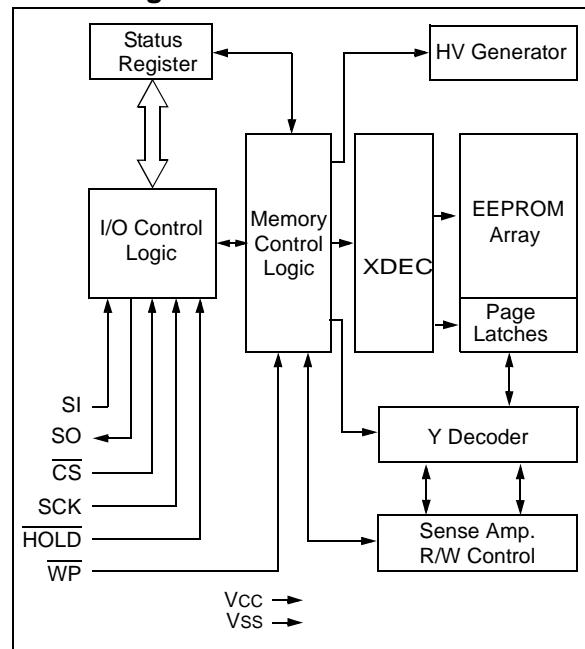 Status
Register
HV Generator
I/O Control
Logic
Memory
Control
Logic
XDEC
EEPROM
Array
Page
Latches
SI
SO
CS
SCK
HOLD
WP
Y Decoder
Sense Amp.
R/W Control
VCC
VSS